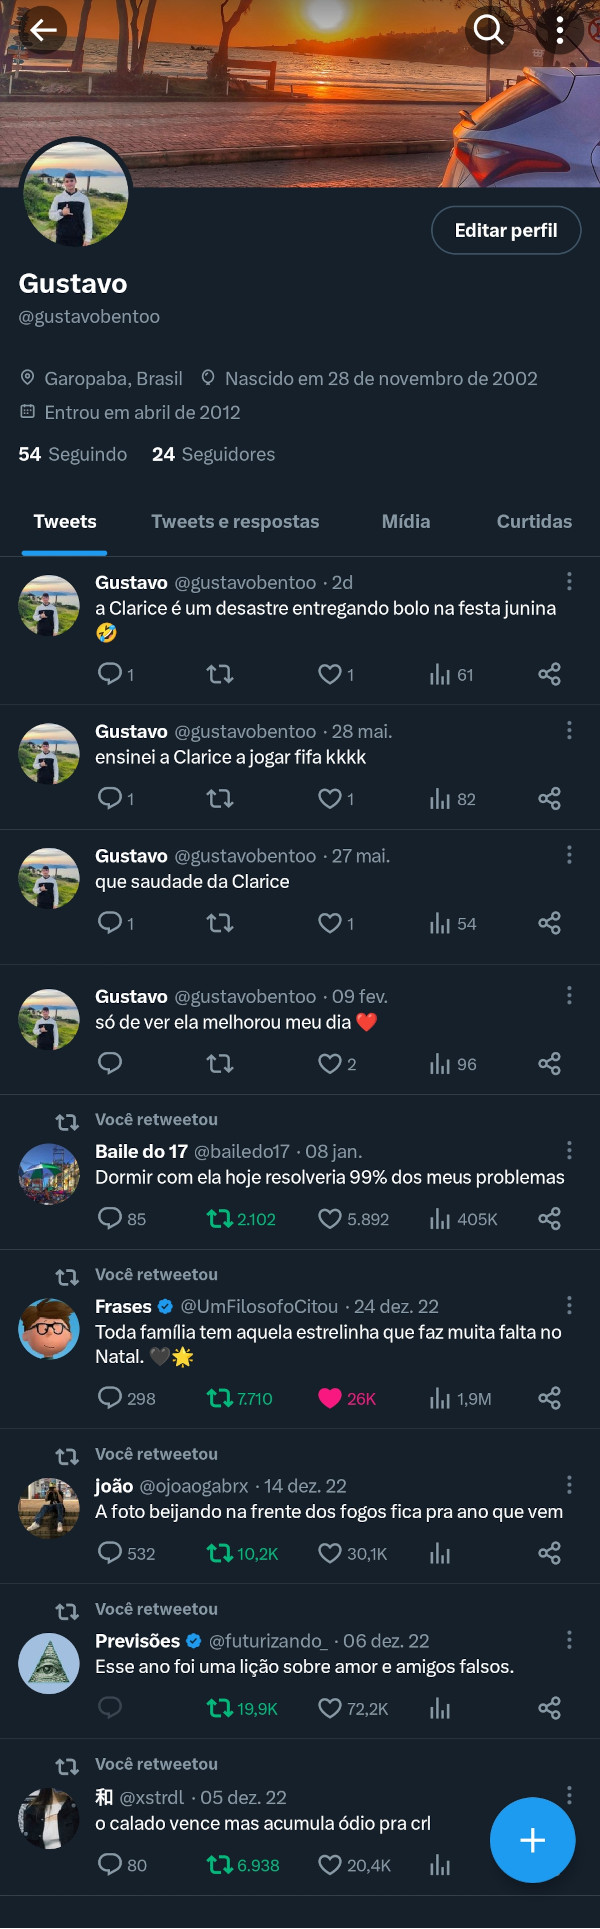 Editar perfil
Gustavo
@gustavobentoo
Garopaba, Brasil Nascido em 28 de novembro de 2002
Entrou em abril de 2012
54 Seguindo 24 Seguidores
Tweets Tweets e respostas Mídia Curtidas
Gustavo @gustavobentoo · 2d
a Clarice é um desastre entregando bolo na festa junina
🤣
1 1 61
Gustavo @gustavobentoo · 28 mai.
ensinei a Clarice a jogar fifa kkkk
1 1 82
Gustavo @gustavobentoo · 27 mai.
que saudade da Clarice
1 1 54
Gustavo @gustavobentoo · 09 fev.
só de ver ela melhorou meu dia ❤️
2 96
Você retweetou
Baile do 17 @bailedo17 · 08 jan.
Dormir com ela hoje resolveria 99% dos meus problemas
85 2.102 5.892 405K
Você retweetou
Frases @UmFilosofoCitou · 24 dez. 22
Toda família tem aquela estrelinha que faz muita falta no
Natal. 🖤🌟
298 7.710 26K 1,9M
Você retweetou
joão @ojoaogabrx · 14 dez. 22
A foto beijando na frente dos fogos fica pra ano que vem
532 10,2K 30,1K
Você retweetou
Previsões @futurizando_ · 06 dez. 22
Esse ano foi uma lição sobre amor e amigos falsos.
19,9K 72,2K
Você retweetou
和 @xstrdl · 05 dez. 22
o calado vence mas acumula ódio pra crl
80 6.938 20,4K